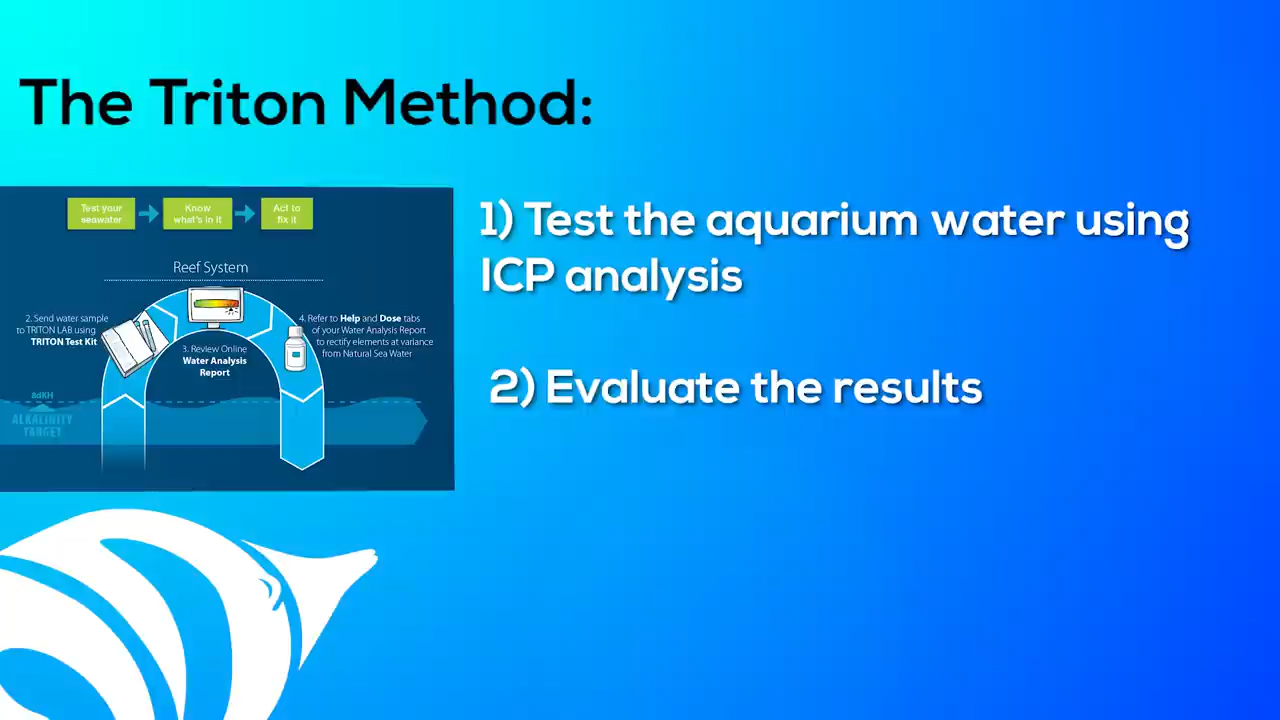 The Triton Method:
Test your
seawater
Know
what's in it
Act to
fix it
Reef System
2. Send water sample
to TRITON LAB using
TRITON Test Kit
3. Review Online
Water Analysis
Report
4. Refer to Help and Dose tabs
of your Water Analysis Report
to rectify elements at variance
from Natural Sea Water
8dKH
ALKALINITY
TARGET
1) Test the aquarium water using
ICP analysis
2) Evaluate the results